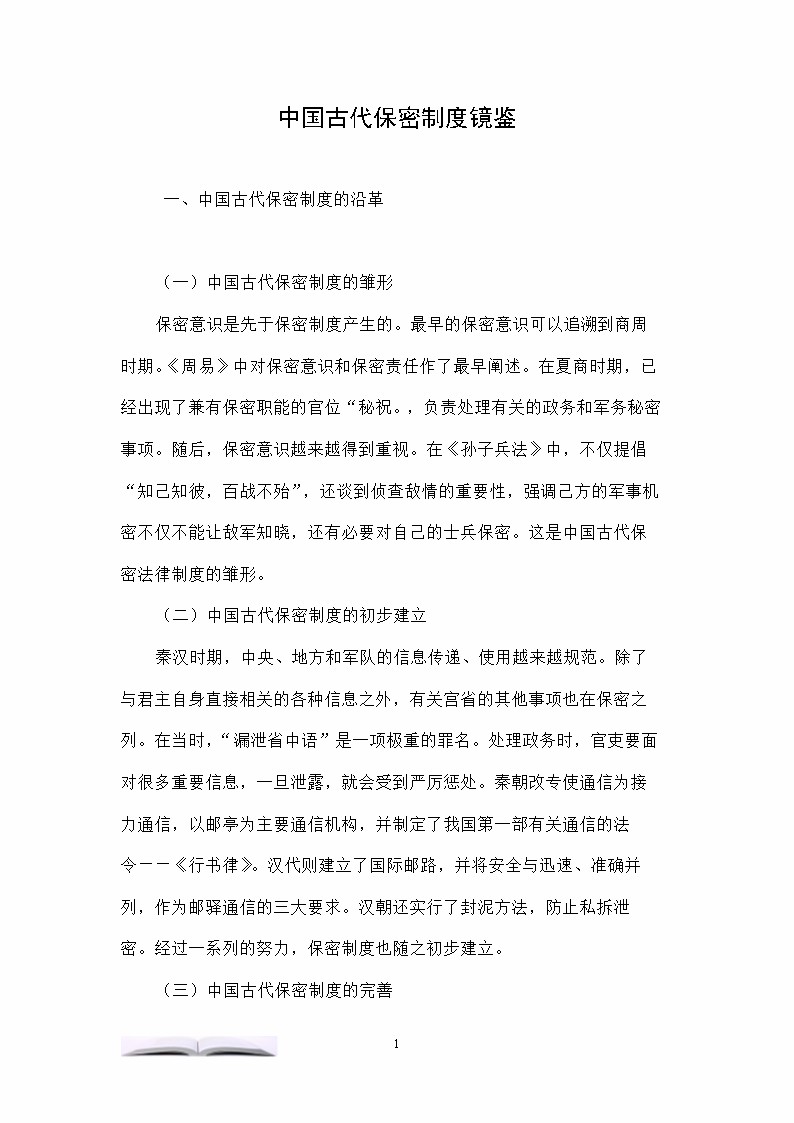 中国古代保密制度镜鉴
一、中国古代保密制度的沿革
（一）中国古代保密制度的雏形
保密意识是先于保密制度产生的。最早的保密意识可以追溯到商周
时期。《周易》中对保密意识和保密责任作了最早阐述。在夏商时期，已
经出现了兼有保密职能的官位“秘祝。，负责处理有关的政务和军务秘密
事项。随后，保密意识越来越得到重视。在《孙子兵法》中，不仅提倡
“知己知彼，百战不殆”，还谈到侦查敌情的重要性，强调己方的军事机
密不仅不能让敌军知晓，还有必要对自己的士兵保密。这是中国古代保
密法律制度的雏形。
（二）中国古代保密制度的初步建立
秦汉时期，中央、地方和军队的信息传递、使用越来越规范。除了
与君主自身直接相关的各种信息之外，有关宫省的其他事项也在保密之
列。在当时，“漏泄省中语”是一项极重的罪名。处理政务时，官吏要面
对很多重要信息，一旦泄露，就会受到严厉惩处。秦朝改专使通信为接
力通信，以邮亭为主要通信机构，并制定了我国第一部有关通信的法
令——《行书律》。汉代则建立了国际邮路，并将安全与迅速、准确并
列，作为邮驿通信的三大要求。汉朝还实行了封泥方法，防止私拆泄
密。经过一系列的努力，保密制度也随之初步建立。
（三）中国古代保密制度的完善
1